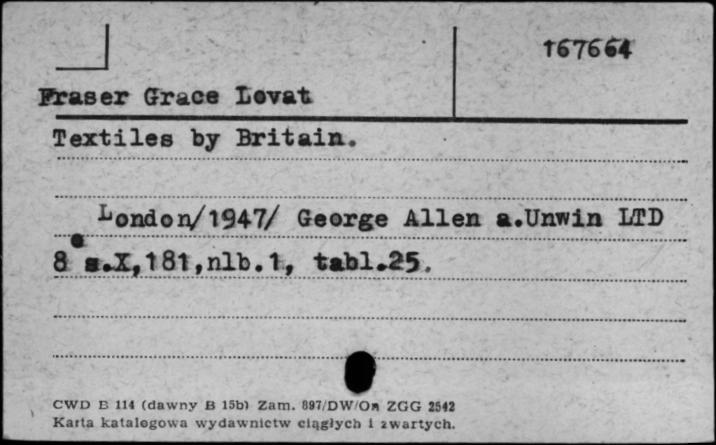 167664
Fraser Grace Lovat
Textiles by Britain.
London/1947/ George Allen a.Unwin LTD
8° s.X,181,nlb.1, tabl.25.
CWD B 114 (dawny B 15b) Zam. 897/DW/Om ZGG 2542
Karta katalogowa wydawnictw ciągłych i zwartych.